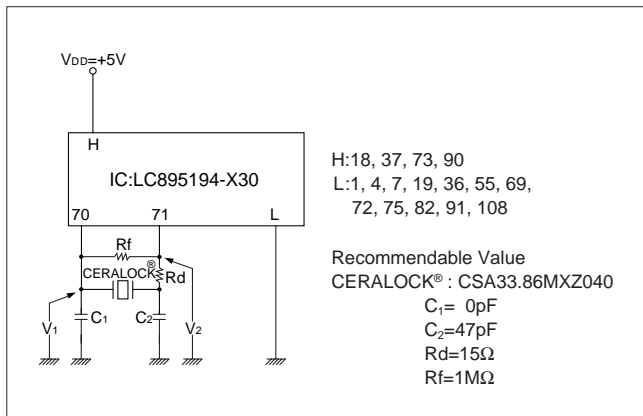 VDD=+5V
H
IC:LC895194-X30
70 71 L
Rf
CERALOCK® Rd
V1 C1 C2 V2
H:18, 37, 73, 90
L:1, 4, 7, 19, 36, 55, 69,
72, 75, 82, 91, 108
Recommendable Value
CERALOCK® : CSA33.86MXZ040
C1= 0pF
C2=47pF
Rd=15Ω
Rf=1MΩ